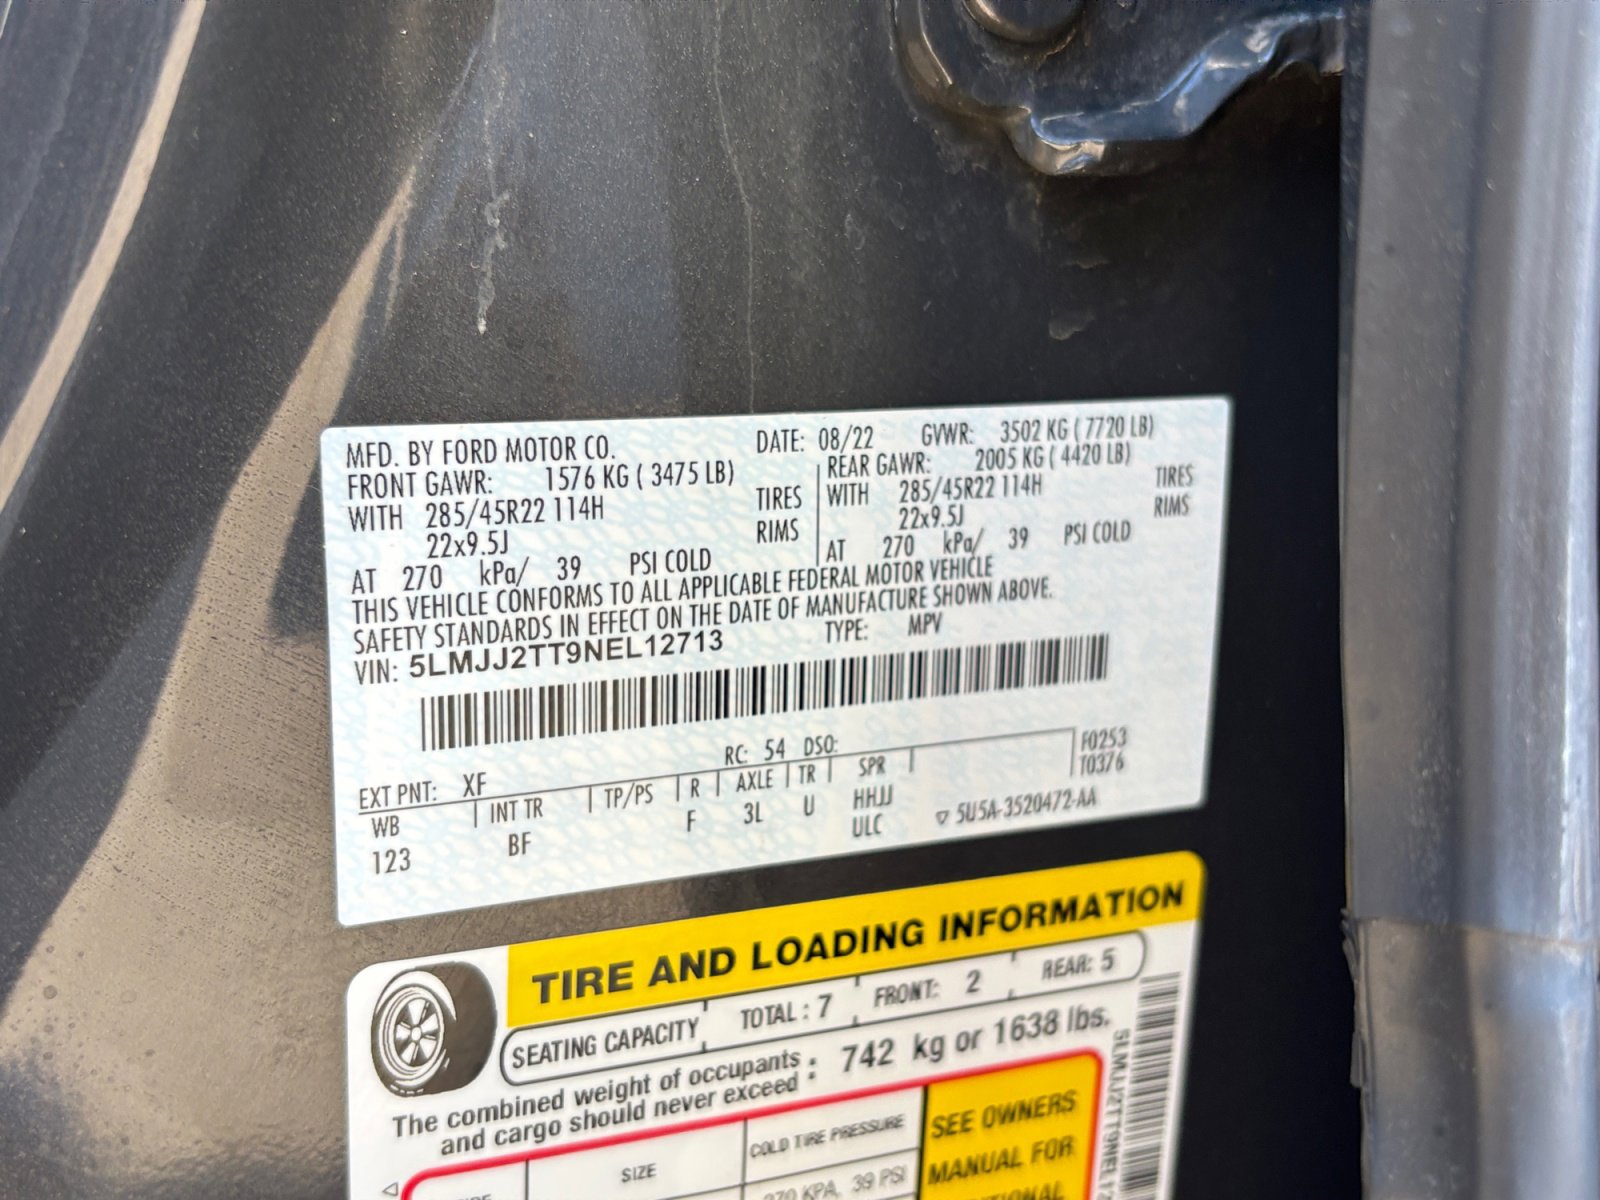 MFD. BY FORD MOTOR CO. DATE: 08/22 GVWR: 3502 KG ( 7720 LB)
FRONT GAWR: 1576 KG ( 3475 LB) REAR GAWR: 2005 KG ( 4420 LB)
WITH 285/45R22 114H TIRES WITH 285/45R22 114H TIRES
22x9.5J RIMS 22x9.5J RIMS
AT 270 kPa/ 39 PSI COLD AT 270 kPa/ 39 PSI COLD
THIS VEHICLE CONFORMS TO ALL APPLICABLE FEDERAL MOTOR VEHICLE
SAFETY STANDARDS IN EFFECT ON THE DATE OF MANUFACTURE SHOWN ABOVE.
VIN: 5LMJJ2TT9NEL12713 TYPE: MPV
EXT PNT: XF RC: 54 DSO: F0253
T0376
WB INT TR TP/PS R AXLE TR SPR
123 BF F 3L U HHJJ
ULC 5U5A-3520472-AA
TIRE AND LOADING INFORMATION
SEATING CAPACITY TOTAL : 7 FRONT: 2 REAR: 5
The combined weight of occupants
and cargo should never exceed : 742 kg or 1638 lbs.
SIZE COLD TIRE PRESSURE SEE OWNERS
MANUAL FOR
KPA, 39 PSI